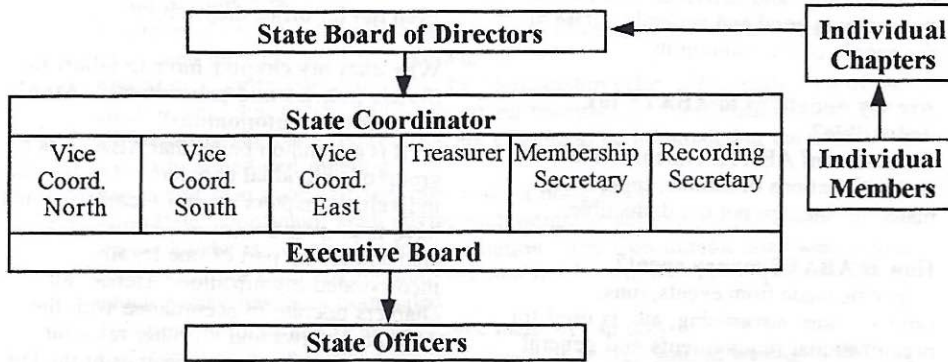 State Board of Directors
Individual
Chapters
State Coordinator
Vice
Coord.
North
Vice
Coord.
South
Vice
Coord.
East
Treasurer
Membership
Secretary
Recording
Secretary
Individual
Members
Executive Board
State Officers